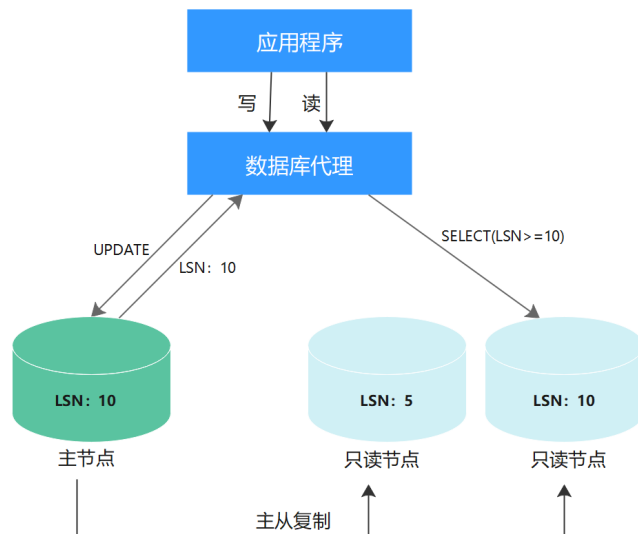 应用程序
写
读
数据库代理
UPDATE
LSN：10
SELECT(LSN>=10)
LSN：10
LSN：5
LSN：10
主节点
只读节点
只读节点
主从复制